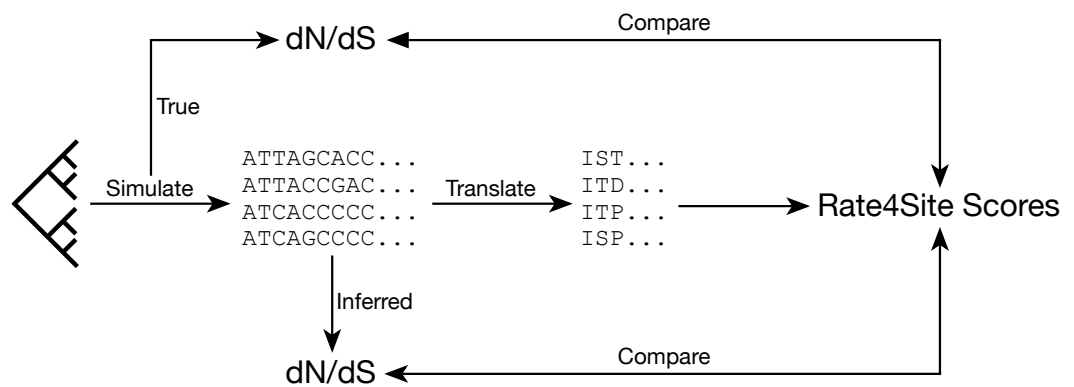 Compare
dN/dS
True
ATTAGCACC...
IST...
Simulate
ATTACCGAC...
Translate
ITD...
Rate4Site Scores
ATCACCCCC...
ITP...
ATCAGCCCC...
ISP...
Inferred
Compare
dN/dS